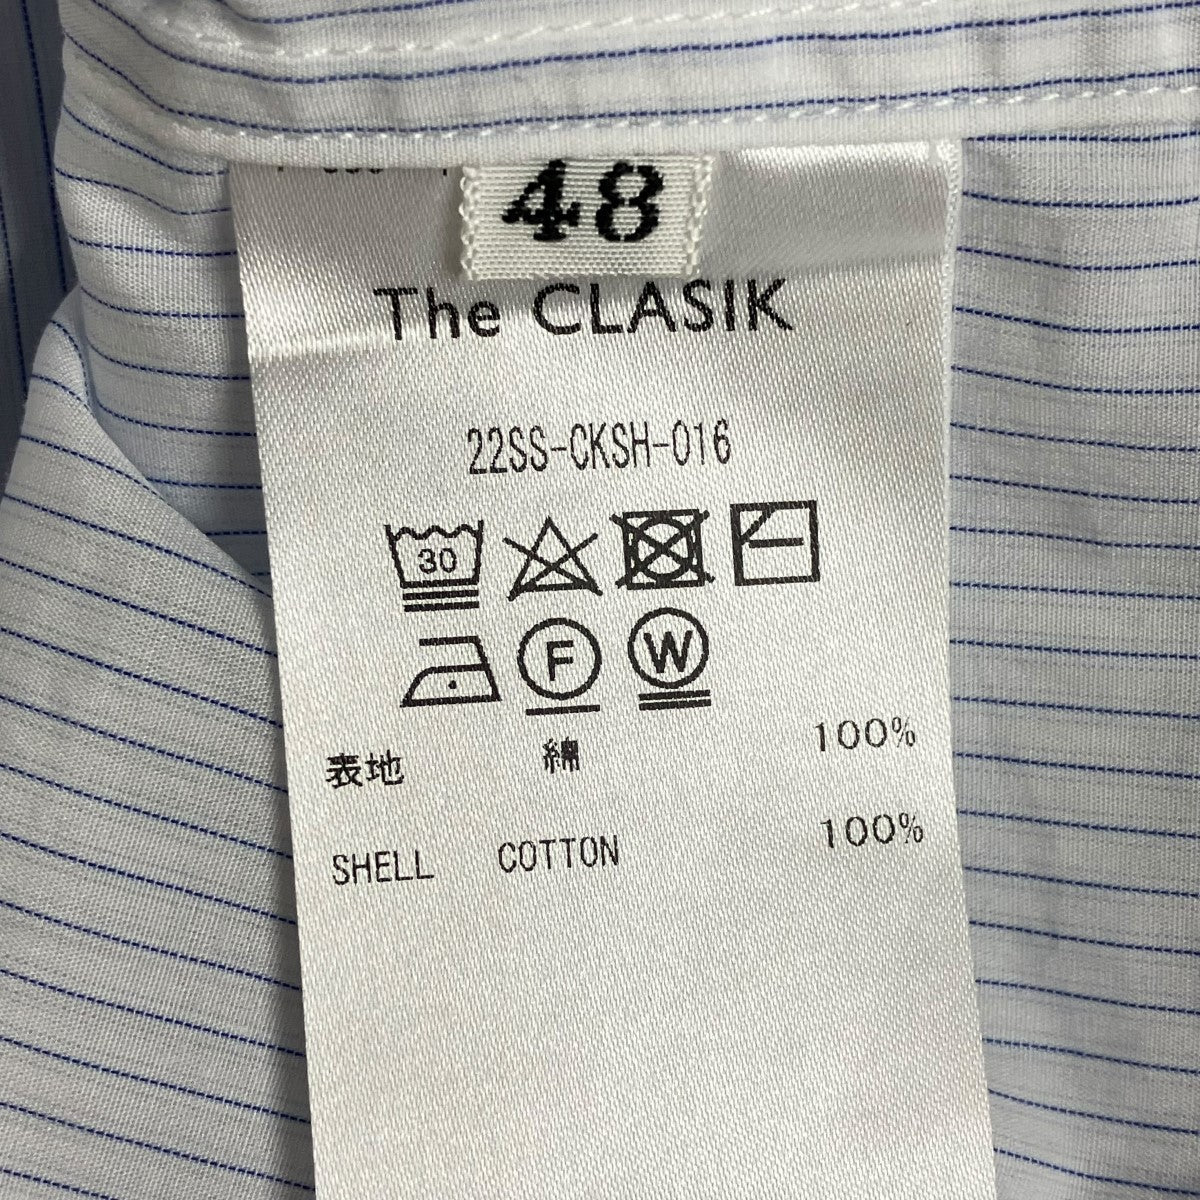 48
The CLASIK
22SS-CKSH-016
30
F W
表地 綿 100%
SHELL COTTON 100%